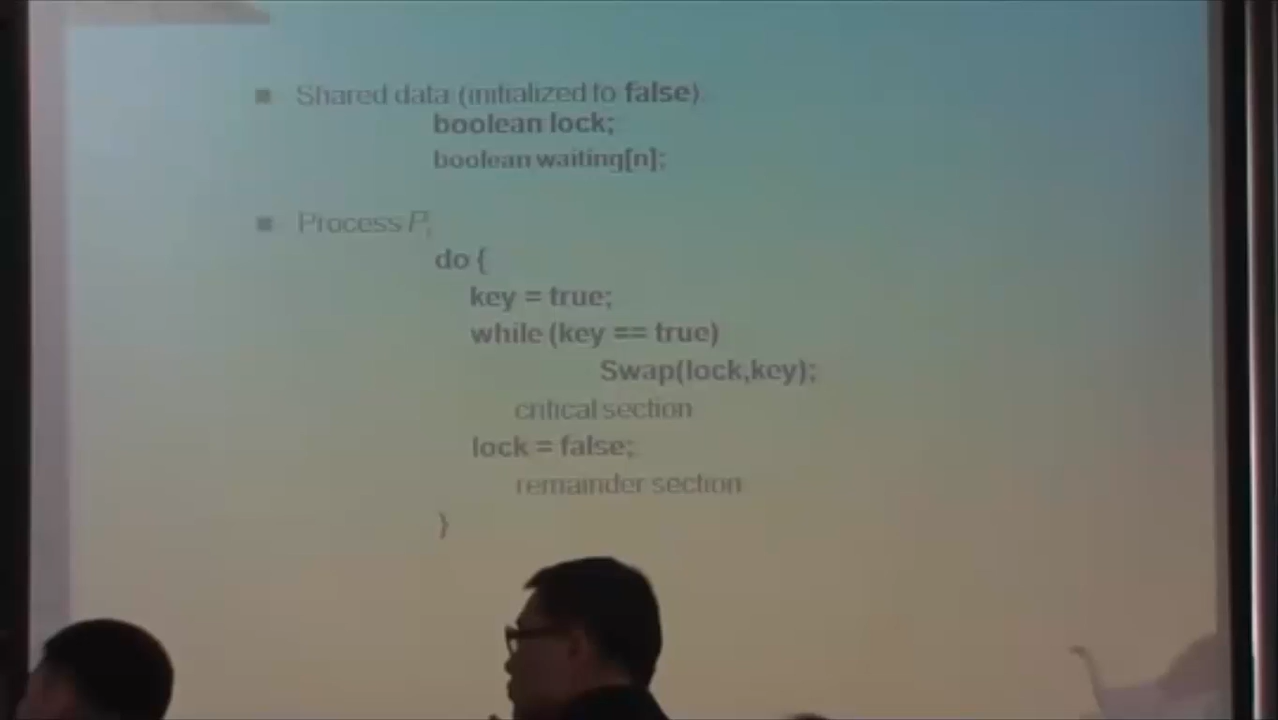 Shared data (initialized to false)
boolean lock;
boolean waiting[n];
Process Pi
do {
key = true;
while (key == true)
Swap(lock,key);
critical section
lock = false;
remainder section
}